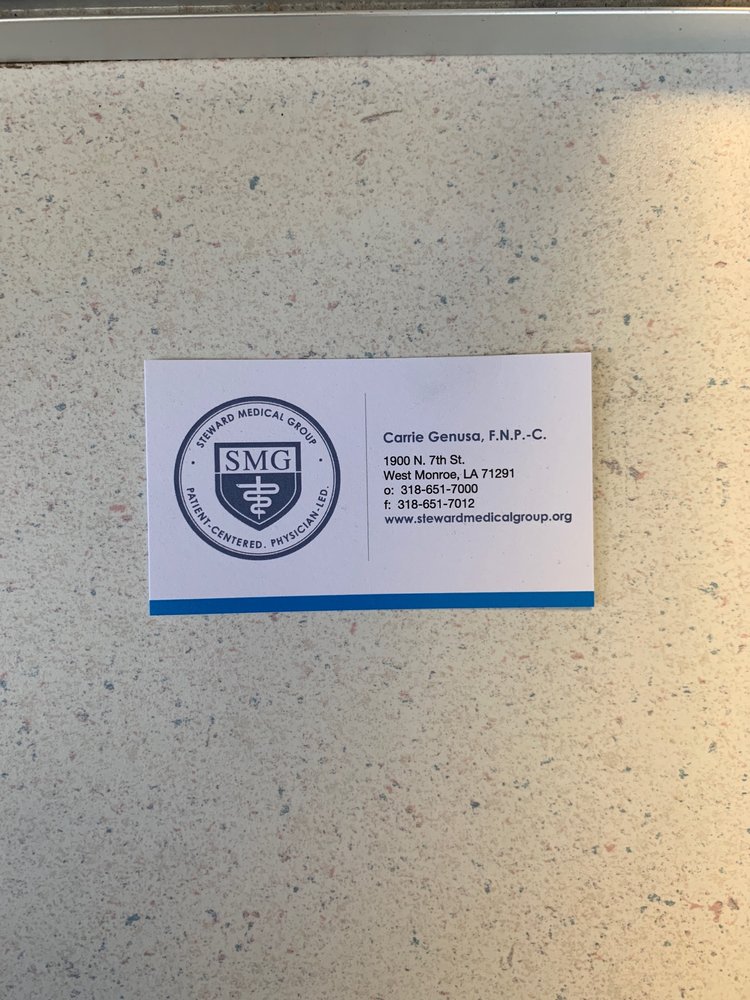 STEWARD MEDICAL GROUP
SMG
PATIENT-CENTERED. PHYSICIAN-LED.
Carrie Genusa, F.N.P.-C.
1900 N. 7th St.
West Monroe, LA 71291
o: 318-651-7000
f: 318-651-7012
www.stewardmedicalgroup.org